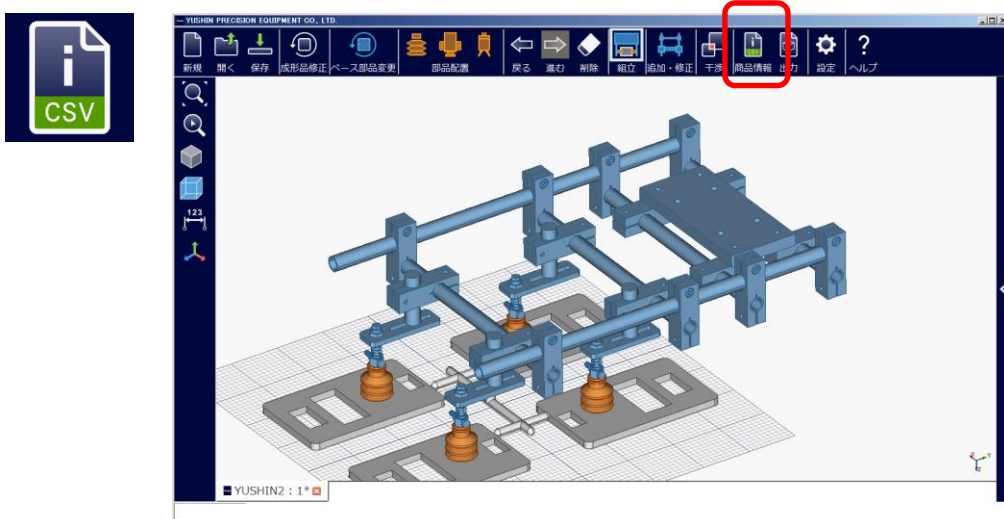 i
CSV
YUSHIN PRECISION EQUIPMENT CO., LTD.
新規 開く 保存 成形品修正 ベース部品変更 部品配置 戻る 進む 削除 組立 追加・修正 干渉 商品情報 出力 設定 ヘルプ
123
YUSHIN2 : 1*